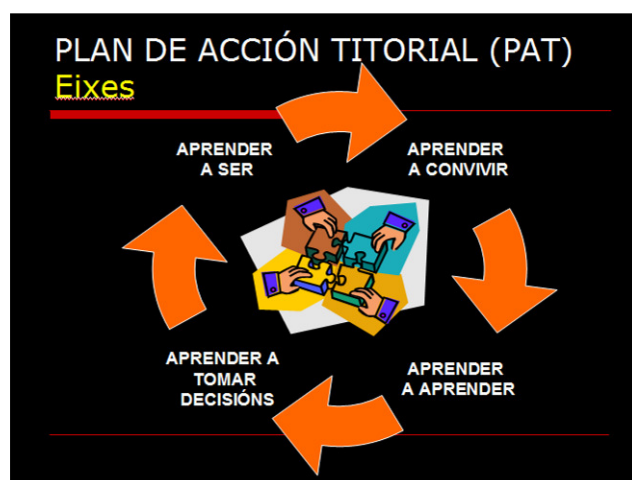 PLAN DE ACCIÓN TITORIAL (PAT)
Eixes
APRENDER
A SER
APRENDER
A CONVIVIR
APRENDER A
TOMAR
DECISIÓNS
APRENDER
A APRENDER